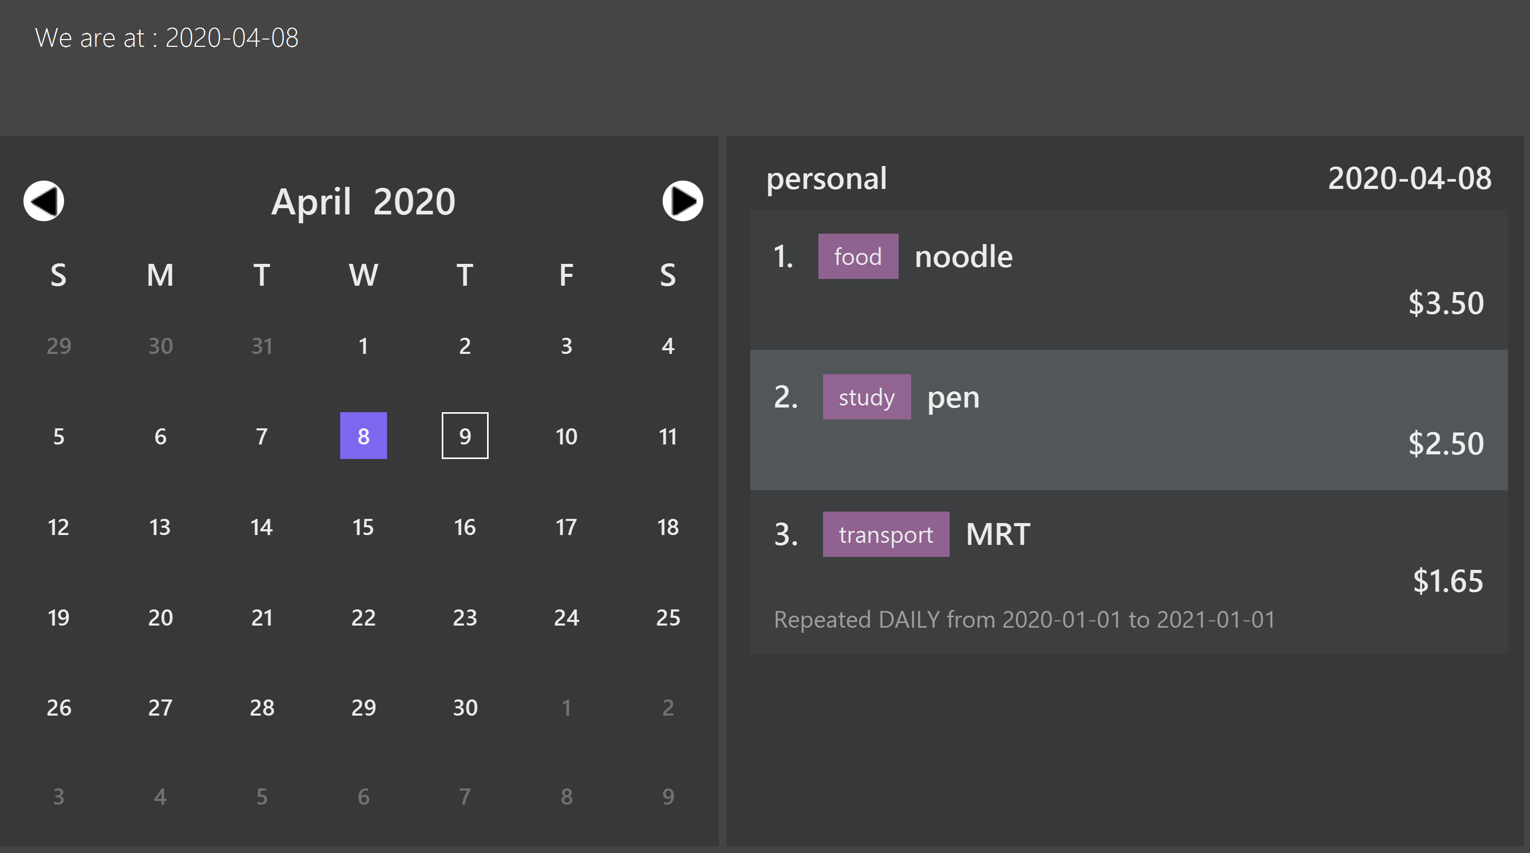 We are at : 2020-04-08
April 2020
S M T W T F S
29 30 31 1 2 3 4
5 6 7 8 9 10 11
12 13 14 15 16 17 18
19 20 21 22 23 24 25
26 27 28 29 30 1 2
3 4 5 6 7 8 9
personal 2020-04-08
1. food noodle
$3.50
2. study pen
$2.50
3. transport MRT
$1.65
Repeated DAILY from 2020-01-01 to 2021-01-01